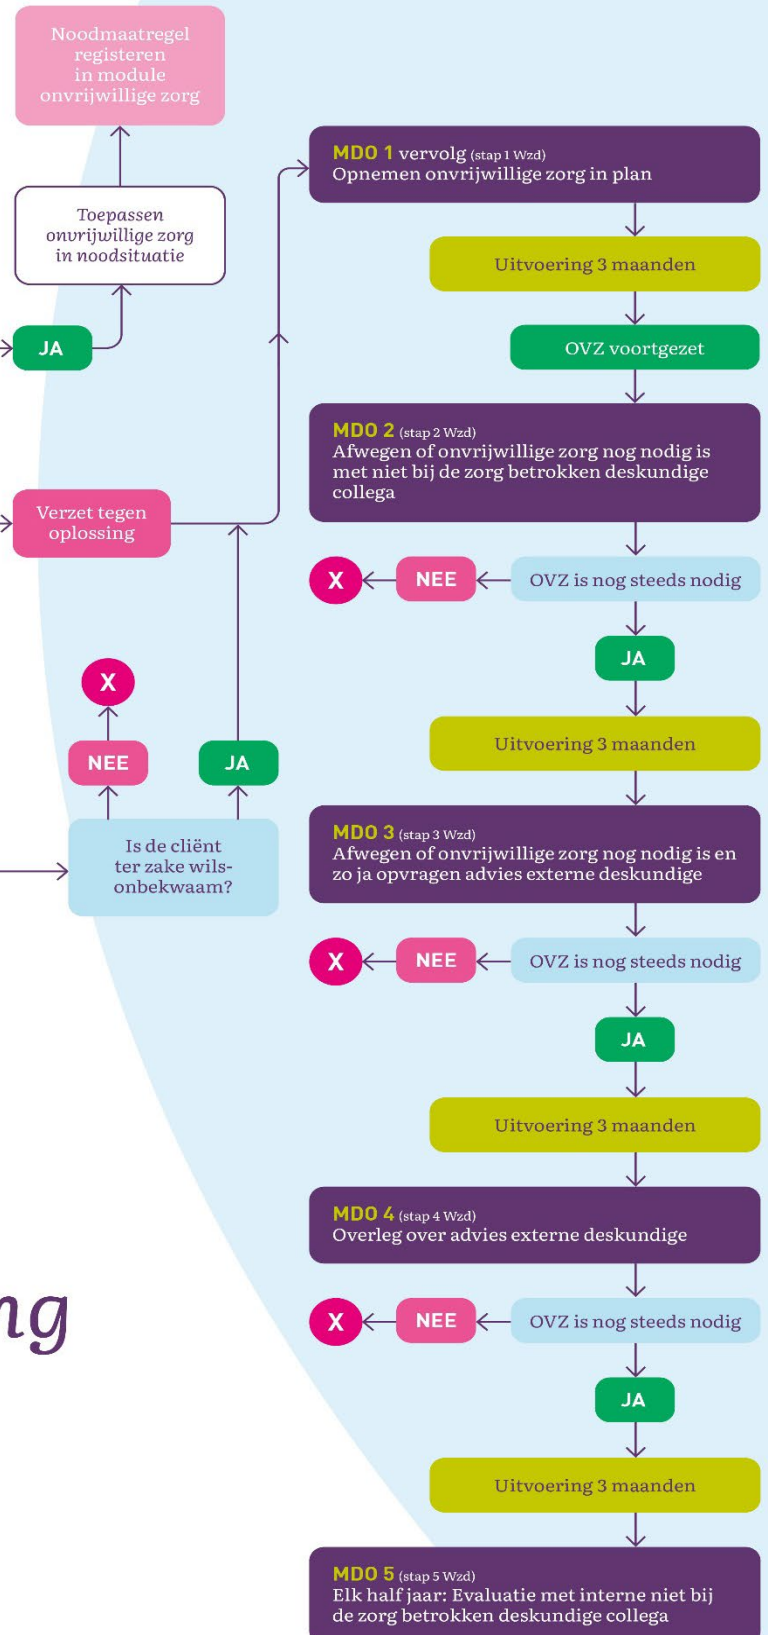 Noodmaatregel
registeren
in module
onvrijwillige zorg
Toepassen
onvrijwillige zorg
in noodsituatie
JA
Verzet tegen
oplossing
X
NEE
JA
Is de cliënt
ter zake wils-
onbekwaam?
ng
MDO 1 vervolg (stap 1 Wzd)
Opnemen onvrijwillige zorg in plan
Uitvoering 3 maanden
OVZ voortgezet
MDO 2 (stap 2 Wzd)
Afwegen of onvrijwillige zorg nog nodig is
met niet bij de zorg betrokken deskundige
collega
X
NEE
OVZ is nog steeds nodig
JA
Uitvoering 3 maanden
MDO 3 (stap 3 Wzd)
Afwegen of onvrijwillige zorg nog nodig is en
zo ja opvragen advies externe deskundige
X
NEE
OVZ is nog steeds nodig
JA
Uitvoering 3 maanden
MDO 4 (stap 4 Wzd)
Overleg over advies externe deskundige
X
NEE
OVZ is nog steeds nodig
JA
Uitvoering 3 maanden
MDO 5 (stap 5 Wzd)
Elk half jaar: Evaluatie met interne niet bij
de zorg betrokken deskundige collega